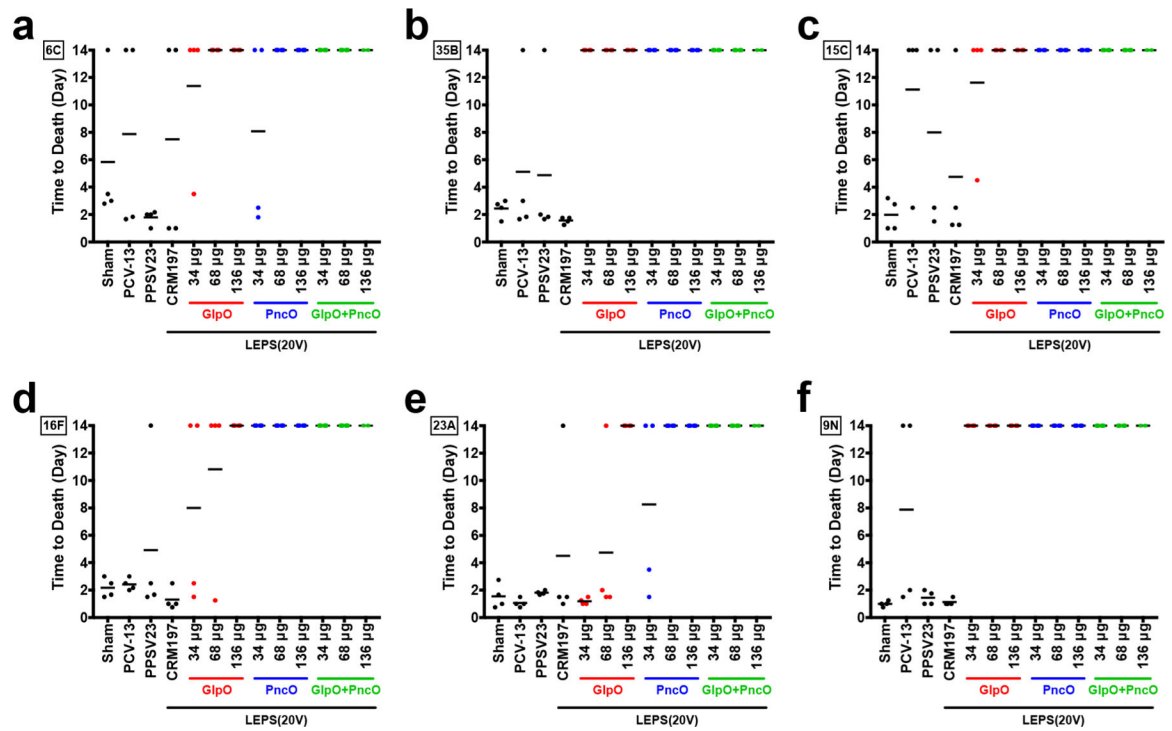 a
6C
Time to Death (Day)
14
12
10
8
6
4
2
0
Sham
PCV-13
PPSV23
CRM197
34 µg
68 µg
136 µg
34 µg
68 µg
136 µg
34 µg
68 µg
136 µg
GlpO
PncO
GlpO+PncO
LEPS(20V)
b
35B
Time to Death (Day)
14
12
10
8
6
4
2
0
Sham
PCV-13
PPSV23
CRM197
34 µg
68 µg
136 µg
34 µg
68 µg
136 µg
34 µg
68 µg
136 µg
GlpO
PncO
GlpO+PncO
LEPS(20V)
c
15C
Time to Death (Day)
14
12
10
8
6
4
2
0
Sham
PCV-13
PPSV23
CRM197
34 µg
68 µg
136 µg
34 µg
68 µg
136 µg
34 µg
68 µg
136 µg
GlpO
PncO
GlpO+PncO
LEPS(20V)
d
16F
Time to Death (Day)
14
12
10
8
6
4
2
0
Sham
PCV-13
PPSV23
CRM197
34 µg
68 µg
136 µg
34 µg
68 µg
136 µg
34 µg
68 µg
136 µg
GlpO
PncO
GlpO+PncO
LEPS(20V)
e
23A
Time to Death (Day)
14
12
10
8
6
4
2
0
Sham
PCV-13
PPSV23
CRM197
34 µg
68 µg
136 µg
34 µg
68 µg
136 µg
34 µg
68 µg
136 µg
GlpO
PncO
GlpO+PncO
LEPS(20V)
f
9N
Time to Death (Day)
14
12
10
8
6
4
2
0
Sham
PCV-13
PPSV23
CRM197
34 µg
68 µg
136 µg
34 µg
68 µg
136 µg
34 µg
68 µg
136 µg
GlpO
PncO
GlpO+PncO
LEPS(20V)